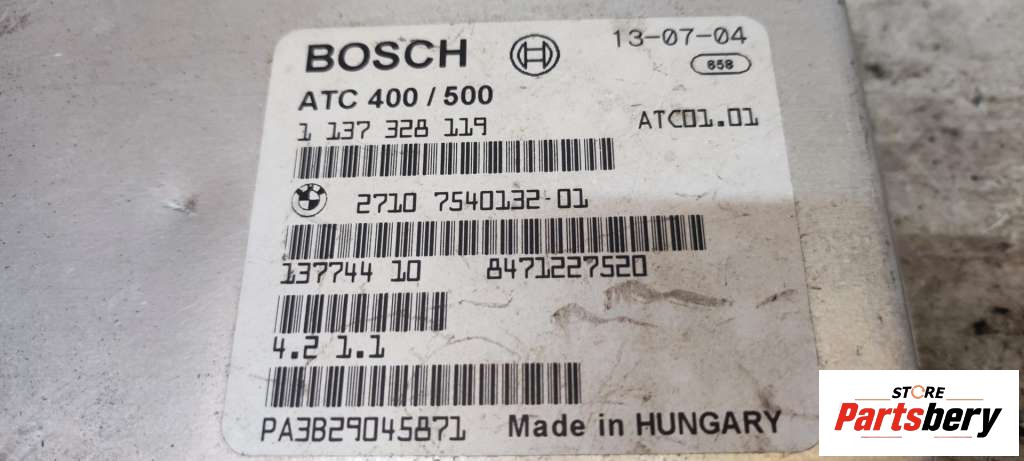 BOSCH 13-07-04
858
ATC 400 / 500
1 137 328 119 ATC01.01
2710 7540132-01
137744 10 8471227520
4.2 1.1
PA3B29045871 Made in HUNGARY
STORE
Partsbery